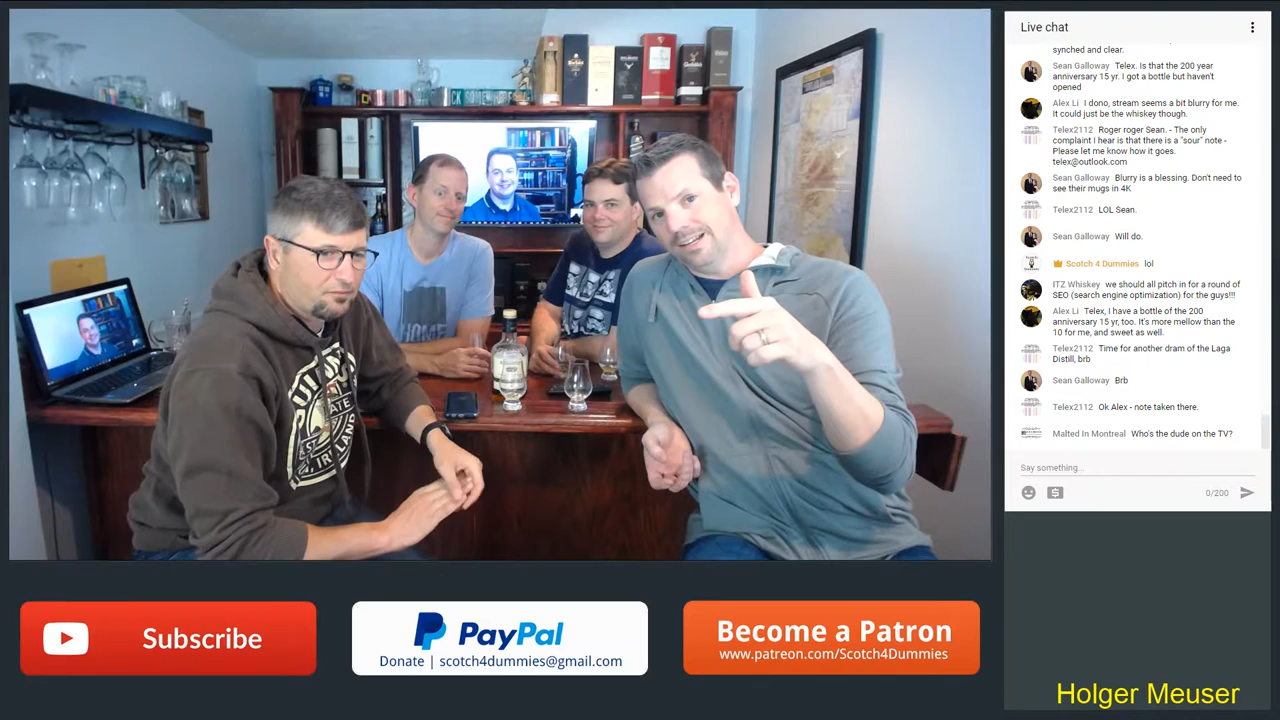 CK SOMEWHERE
HOME
Subscribe
PayPal
Donate | scotch4dummies@gmail.com
Become a Patron
www.patreon.com/Scotch4Dummies
Live chat
synched and clear.
Sean Galloway Telex. Is that the 200 year
anniversary 15 yr. I got a bottle but haven't
opened
Alex Li I dono, stream seems a bit blurry for me.
It could just be the whiskey though.
Telex2112 Roger roger Sean. - The only
complaint I hear is that there is a "sour" note -
Please let me know how it goes.
telex@outlook.com
Sean Galloway Blurry is a blessing. Don't need to
see their mugs in 4K
Telex2112 LOL Sean.
Sean Galloway Will do.
Scotch 4 Dummies lol
ITZ Whiskey we should all pitch in for a round of
SEO (search engine optimization) for the guys!!!
Alex Li Telex, I have a bottle of the 200
anniversary 15 yr, too. It's more mellow than the
10 for me, and sweet as well.
Telex2112 Time for another dram of the Laga
Distill, brb
Sean Galloway Brb
Telex2112 Ok Alex - note taken there.
Malted In Montreal Who's the dude on the TV?
Say something...
0/200
Holger Meuser